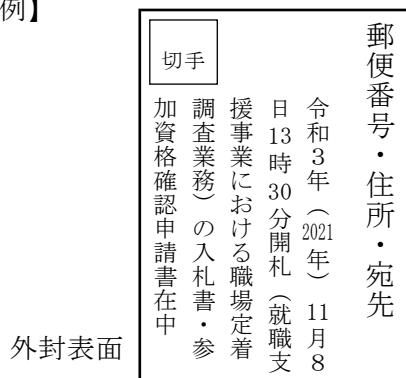 例】
郵便番号・住所・宛先
切手
令和３年（2021年）11月８
日13時30分開札（就職支
援事業における職場定着
調査業務）の入札書・参
加資格確認申請書在中
外封表面